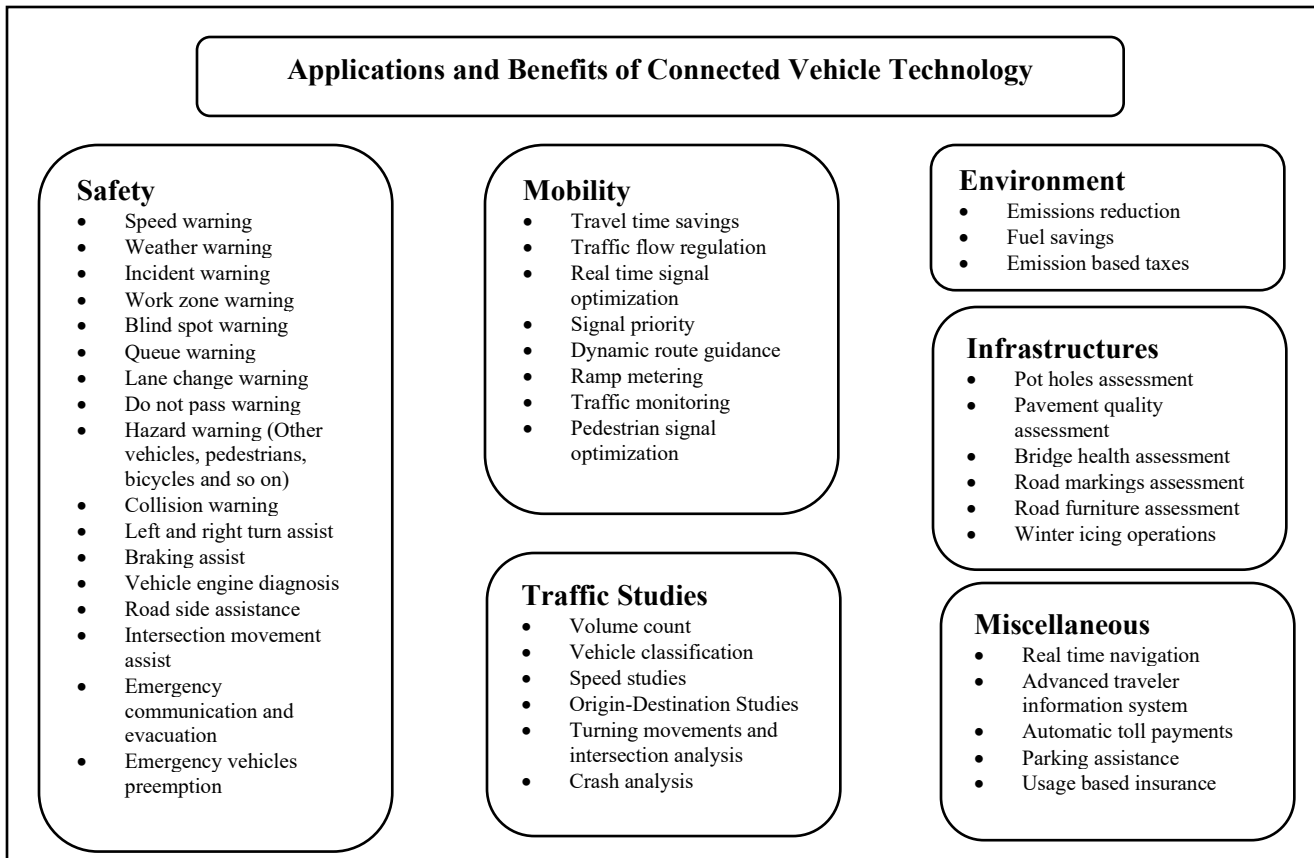 Applications and Benefits of Connected Vehicle Technology
Safety
• Speed warning
• Weather warning
• Incident warning
• Work zone warning
• Blind spot warning
• Queue warning
• Lane change warning
• Do not pass warning
• Hazard warning (Other
vehicles, pedestrians,
bicycles and so on)
• Collision warning
• Left and right turn assist
• Braking assist
• Vehicle engine diagnosis
• Road side assistance
• Intersection movement
assist
• Emergency
communication and
evacuation
• Emergency vehicles
preemption
Mobility
• Travel time savings
• Traffic flow regulation
• Real time signal
optimization
• Signal priority
• Dynamic route guidance
• Ramp metering
• Traffic monitoring
• Pedestrian signal
optimization
Traffic Studies
• Volume count
• Vehicle classification
• Speed studies
• Origin-Destination Studies
• Turning movements and
intersection analysis
• Crash analysis
Environment
• Emissions reduction
• Fuel savings
• Emission based taxes
Infrastructures
• Pot holes assessment
• Pavement quality
assessment
• Bridge health assessment
• Road markings assessment
• Road furniture assessment
• Winter icing operations
Miscellaneous
• Real time navigation
• Advanced traveler
information system
• Automatic toll payments
• Parking assistance
• Usage based insurance